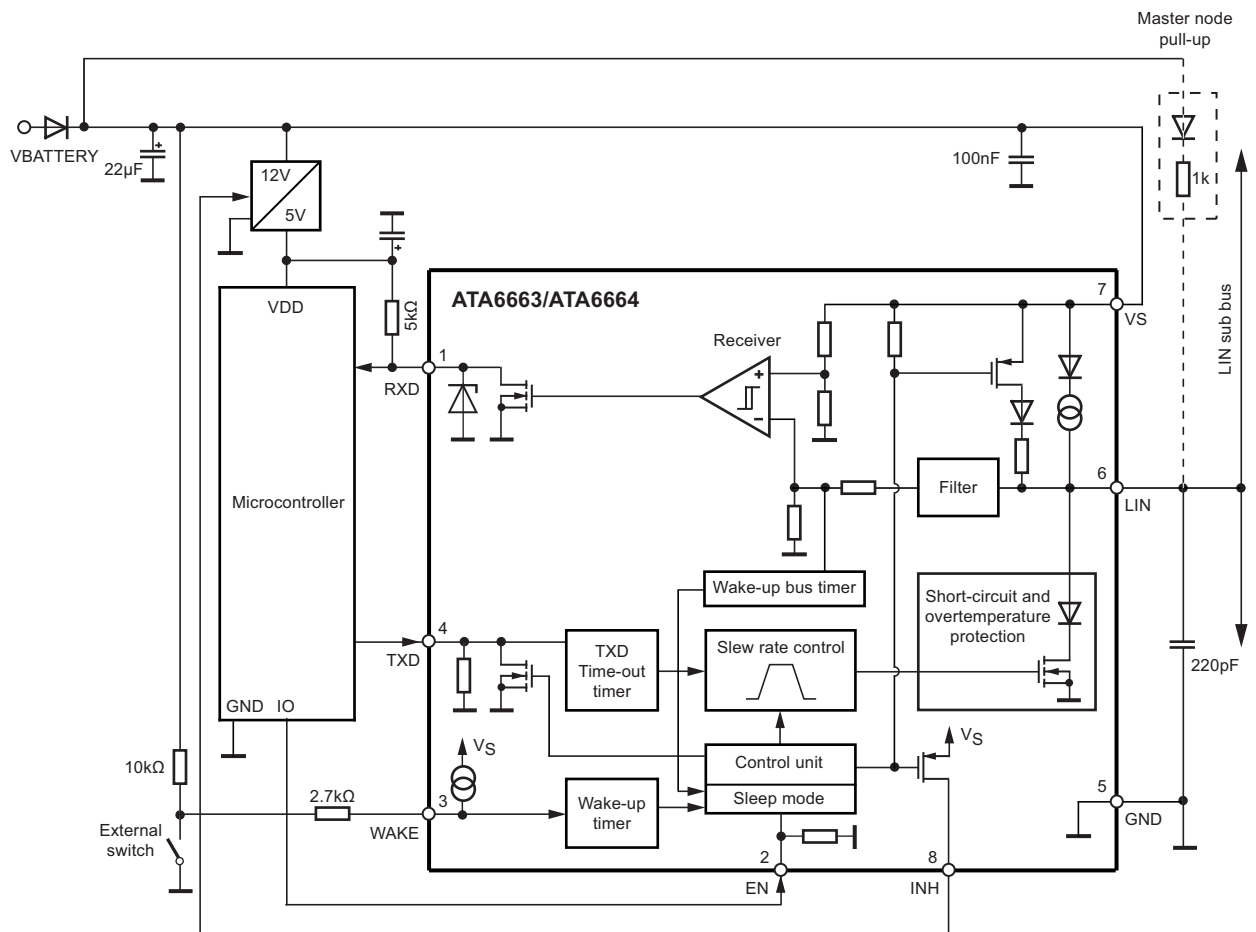 Master node
pull-up
VBATTERY
22µF
+
12V
5V
100nF
1k
LIN sub bus
+
5kΩ
VDD
ATA6663/ATA6664
7
VS
Receiver
+
−
1
RXD
Microcontroller
Filter
6
LIN
Wake-up bus timer
Short-circuit and
overtemperature
protection
4
TXD
TXD
Time-out
timer
Slew rate control
220pF
GND
IO
VS
VS
Control unit
Sleep mode
10kΩ
2.7kΩ
3
WAKE
Wake-up
timer
5
GND
External
switch
2
EN
8
INH